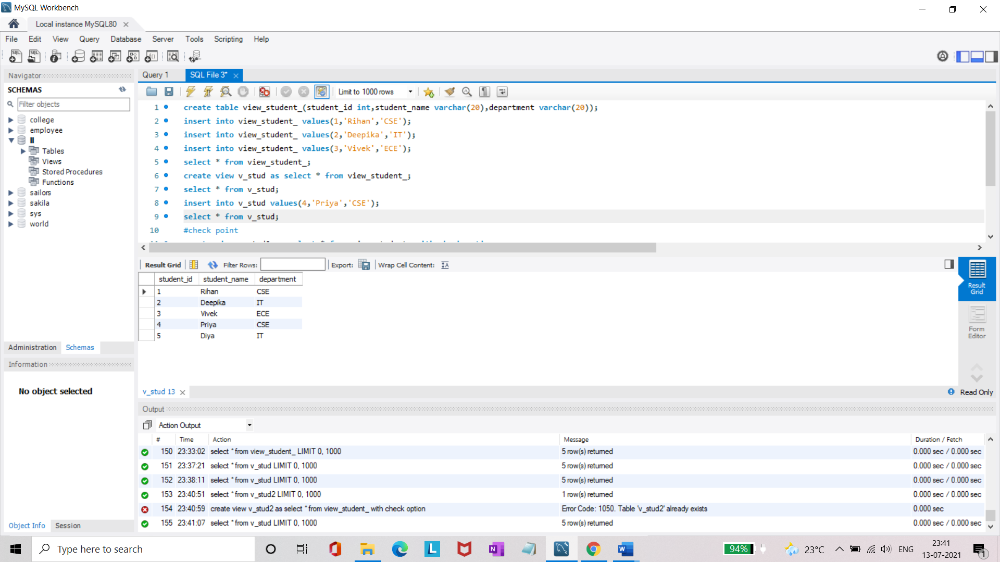 MySQL Workbench
Local instance MySQL80
File Edit View Query Database Server Tools Scripting Help
Navigator
SCHEMAS
Filter objects
college
employee
ll
Tables
Views
Stored Procedures
Functions
sailors
sakila
sys
world
Administration Schemas
Information
No object selected
Object Info Session
Query 1 SQL File 3*
Limit to 1000 rows
1 create table view_student_(student_id int,student_name varchar(20),department varchar(20));
2 insert into view_student_ values(1,'Rihan','CSE');
3 insert into view_student_ values(2,'Deepika','IT');
4 insert into view_student_ values(3,'Vivek','ECE');
5 select * from view_student_;
6 create view v_stud as select * from view_student_;
7 select * from v_stud;
8 insert into v_stud values(4,'Priya','CSE');
9 select * from v_stud;
10 #check point
Result Grid Filter Rows: Export: Wrap Cell Content:
student_id student_name department
1 Rihan CSE
2 Deepika IT
3 Vivek ECE
4 Priya CSE
5 Diya IT
Result Grid
Form Editor
v_stud 13
Read Only
Output
Action Output
# Time Action Message Duration / Fetch
150 23:33:02 select * from view_student_ LIMIT 0, 1000 5 row(s) returned 0.000 sec / 0.000 sec
151 23:37:21 select * from v_stud LIMIT 0, 1000 5 row(s) returned 0.000 sec / 0.000 sec
152 23:38:11 select * from v_stud LIMIT 0, 1000 5 row(s) returned 0.000 sec / 0.000 sec
153 23:40:51 select * from v_stud2 LIMIT 0, 1000 1 row(s) returned 0.000 sec / 0.000 sec
154 23:40:59 create view v_stud2 as select * from view_student_ with check option Error Code: 1050. Table 'v_stud2' already exists 0.000 sec
155 23:41:07 select * from v_stud LIMIT 0, 1000 5 row(s) returned 0.000 sec / 0.000 sec
Type here to search
94%
23°C
ENG
23:41
13-07-2021
1